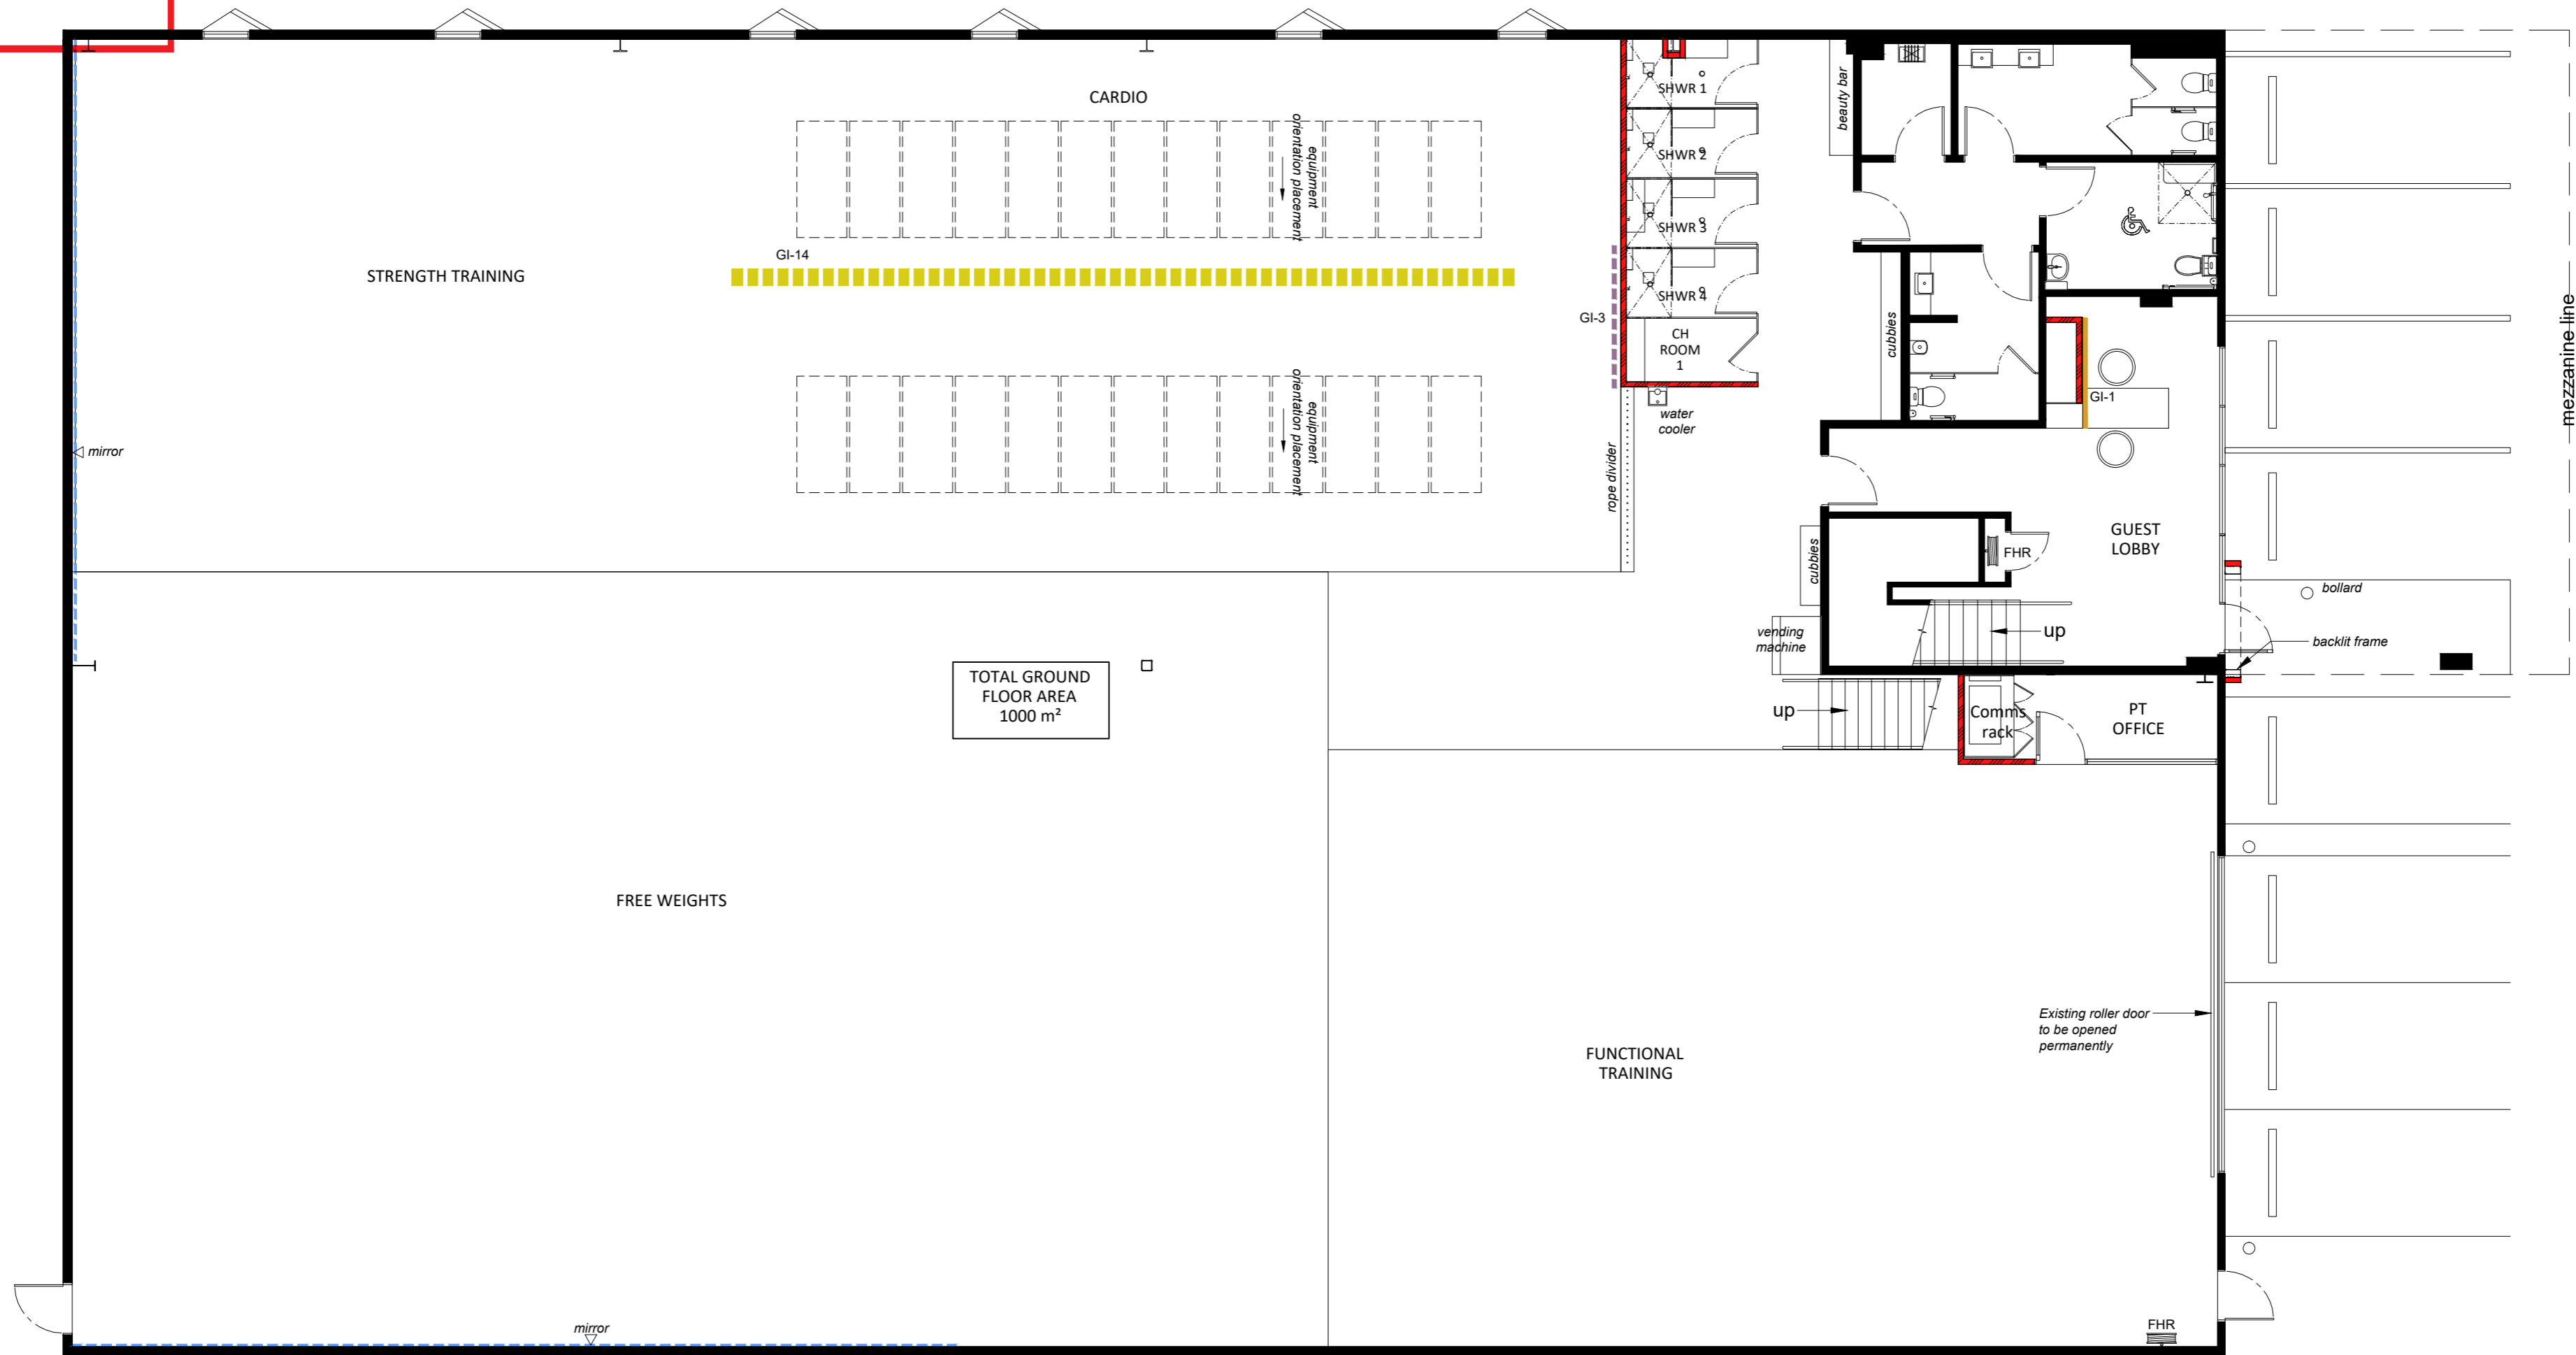 CARDIO
orientation placement
equipment
GI-14
STRENGTH TRAINING
SHWR 1
SHWR 2
SHWR 3
SHWR 4
CH
ROOM
1
GI-3
beauty bar
cubbies
GI-1
mezzanine line
orientation placement
equipment
mirror
water
cooler
rope divider
GUEST
LOBBY
FHR
cubbies
bollard
up
vending
machine
backlit frame
TOTAL GROUND
FLOOR AREA
1000 m²
up
Comms
rack
PT
OFFICE
FREE WEIGHTS
FUNCTIONAL
TRAINING
Existing roller door
to be opened
permanently
mirror
FHR